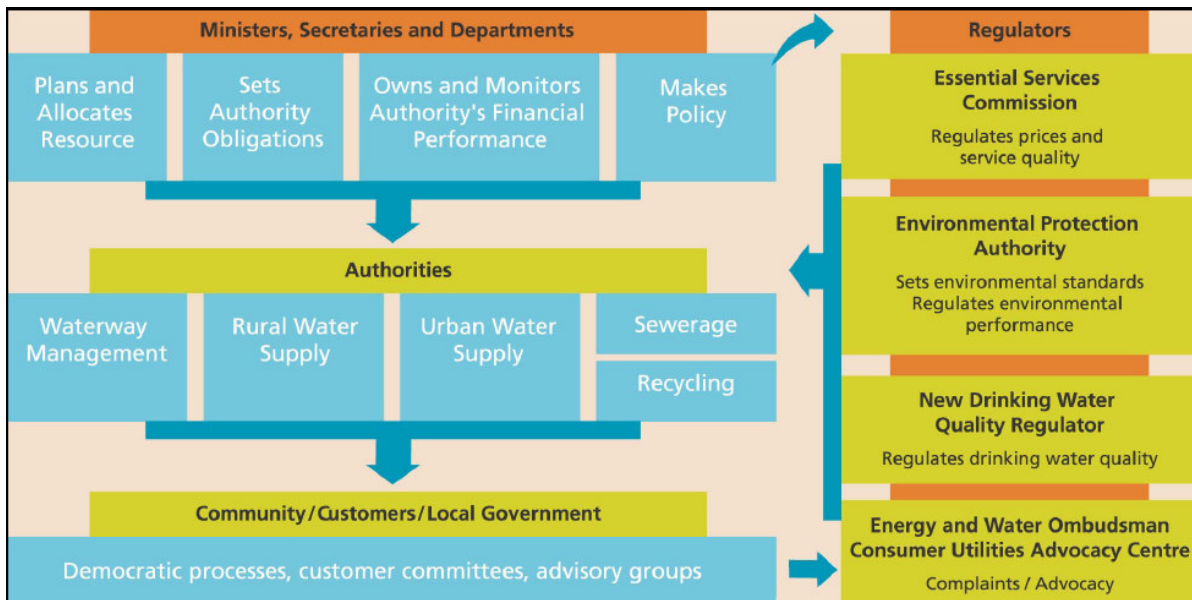 Ministers, Secretaries and Departments
Plans and
Allocates
Resource
Sets
Authority
Obligations
Owns and Monitors
Authority's Financial
Performance
Makes
Policy
Authorities
Waterway
Management
Rural Water
Supply
Urban Water
Supply
Sewerage
Recycling
Community/Customers/Local Government
Democratic processes, customer committees, advisory groups
Regulators
Essential Services
Commission
Regulates prices and
service quality
Environmental Protection
Authority
Sets environmental standards
Regulates environmental
performance
New Drinking Water
Quality Regulator
Regulates drinking water quality
Energy and Water Ombudsman
Consumer Utilities Advocacy Centre
Complaints / Advocacy